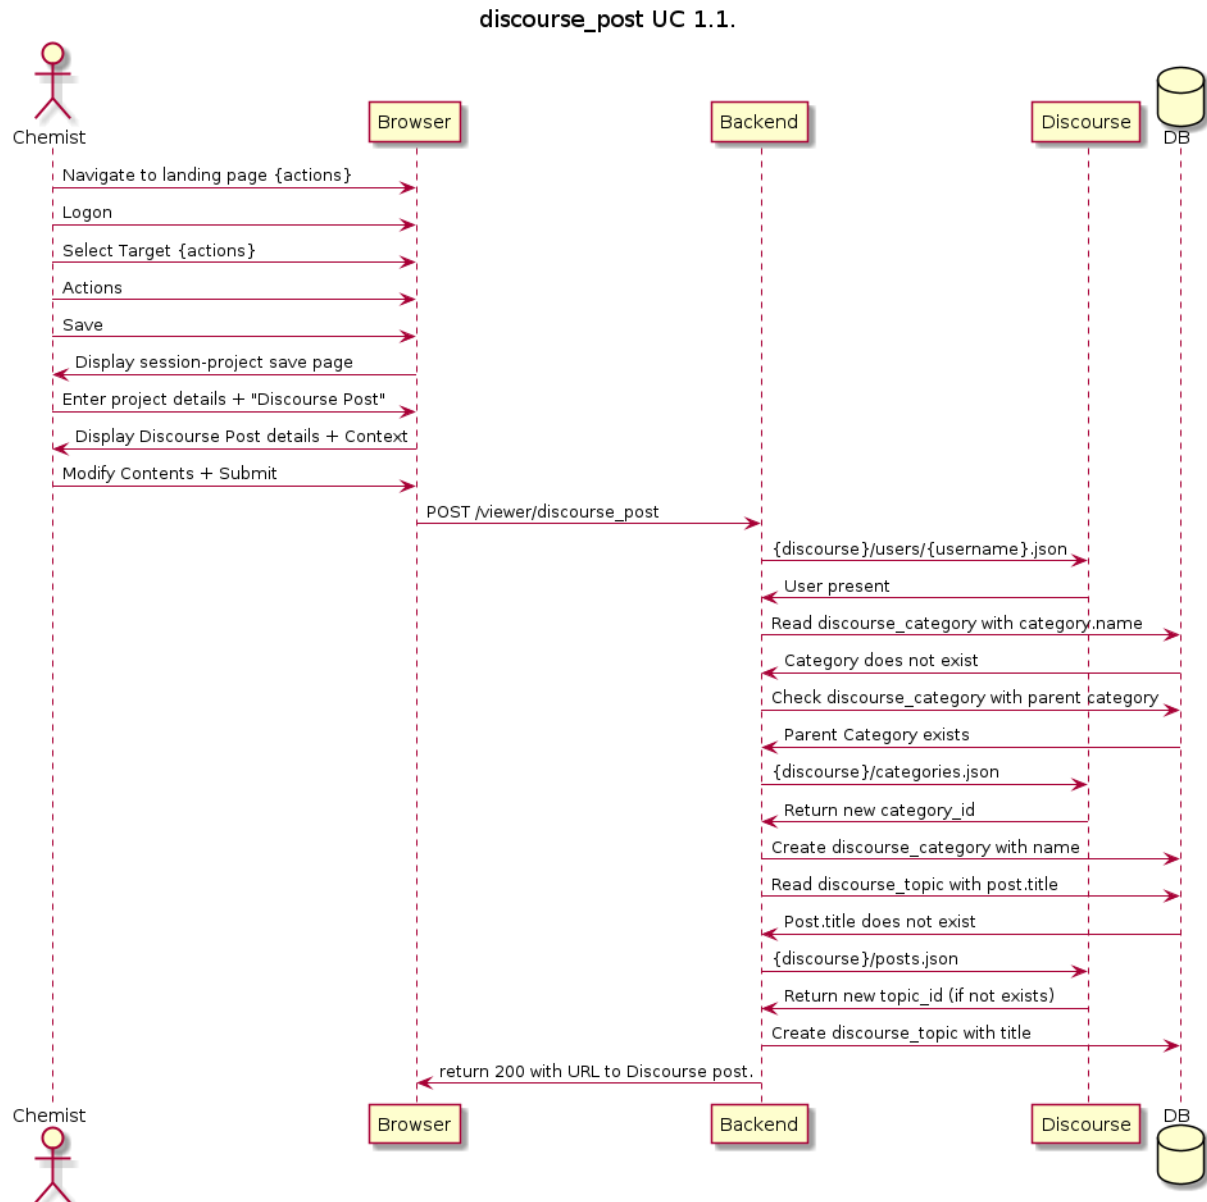 discourse_post UC 1.1.
Chemist
Browser
Backend
Discourse
DB
Navigate to landing page {actions}
Logon
Select Target {actions}
Actions
Save
Display session-project save page
Enter project details + "Discourse Post"
Display Discourse Post details + Context
Modify Contents + Submit
POST /viewer/discourse_post
{discourse}/users/{username}.json
User present
Read discourse_category with category.name
Category does not exist
Check discourse_category with parent category
Parent Category exists
{discourse}/categories.json
Return new category_id
Create discourse_category with name
Read discourse_topic with post.title
Post.title does not exist
{discourse}/posts.json
Return new topic_id (if not exists)
Create discourse_topic with title
return 200 with URL to Discourse post.
Chemist
Browser
Backend
Discourse
DB